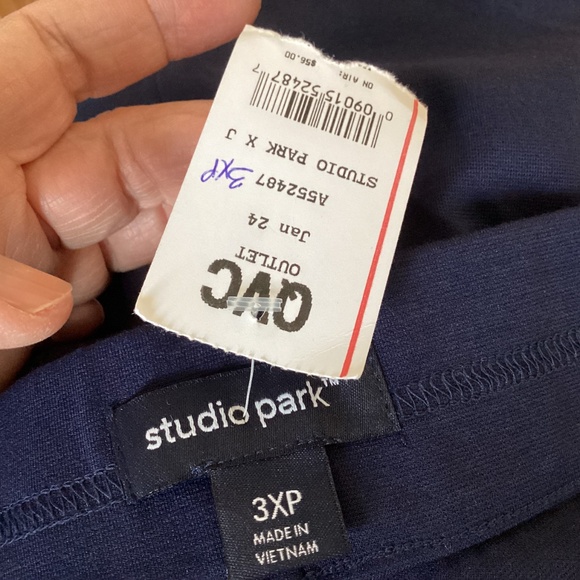 QVC
OUTLET
Jan 24
A552487 3XP
STUDIO PARK X J
0 09015 52487 7
ON AIR: $56.00
studio park™
3XP
MADE IN
VIETNAM